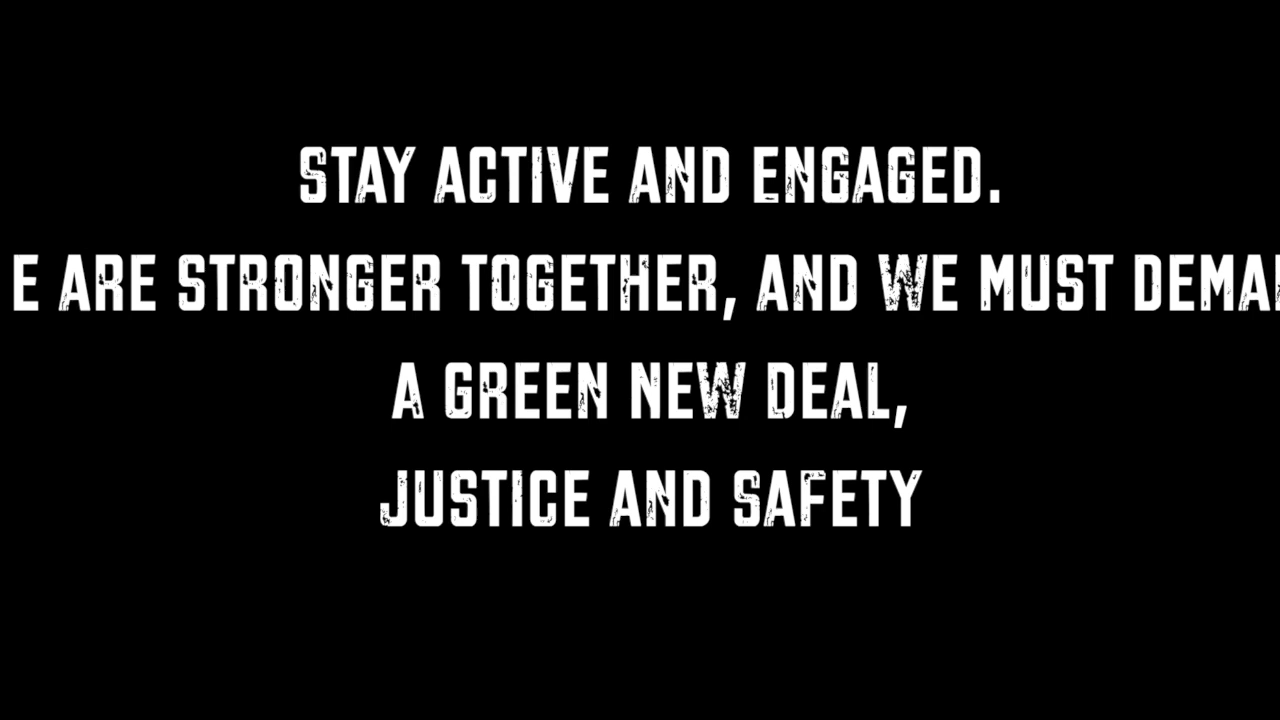 STAY ACTIVE AND ENGAGED.
E ARE STRONGER TOGETHER, AND WE MUST DEMA
A GREEN NEW DEAL,
JUSTICE AND SAFETY